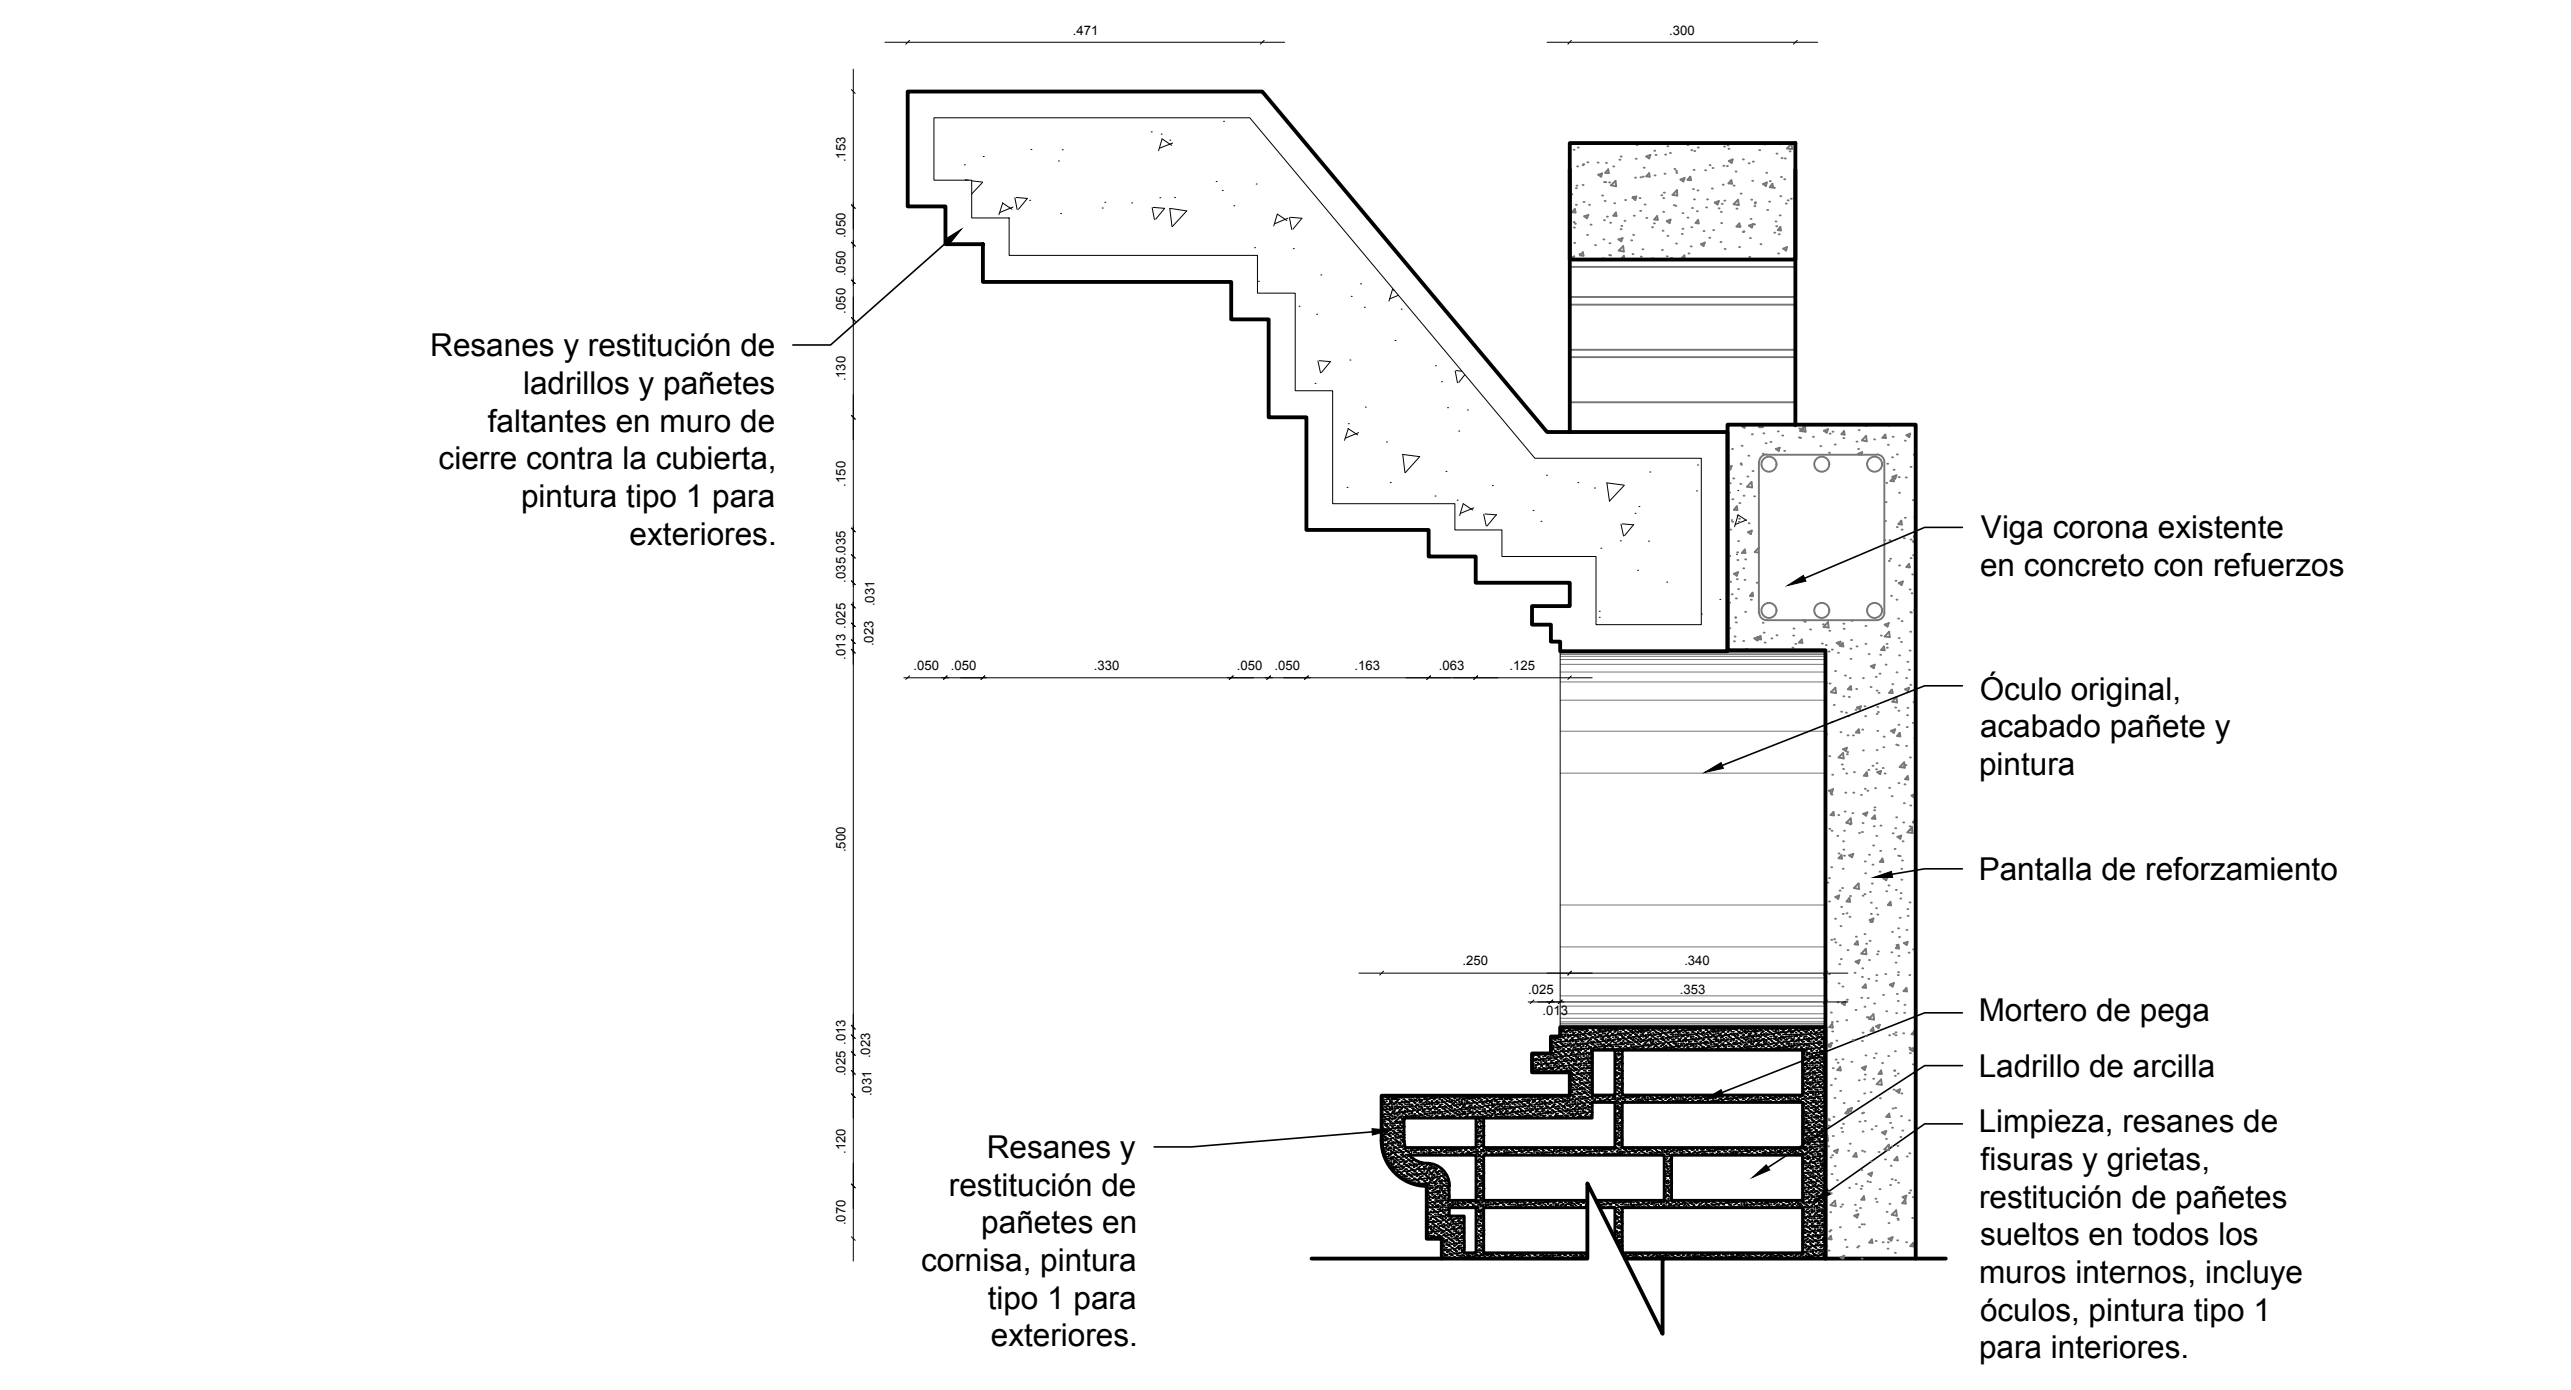 .471
.300
.153
.050
.050
.050
.130
.150
.035
.035
.031
.025
.023
.013
Resanes y restitución de
ladrillos y pañetes
faltantes en muro de
cierre contra la cubierta,
pintura tipo 1 para
exteriores.
Viga corona existente
en concreto con refuerzos
.050 .050 .330 .050 .050 .163 .063 .125
Óculo original,
acabado pañete y
pintura
.500
Pantalla de reforzamiento
.250 .340
.025 .353
.013
.013
.023
.025
.031
.120
.070
Mortero de pega
Ladrillo de arcilla
Limpieza, resanes de
fisuras y grietas,
restitución de pañetes
sueltos en todos los
muros internos, incluye
óculos, pintura tipo 1
para interiores.
Resanes y
restitución de
pañetes en
cornisa, pintura
tipo 1 para
exteriores.